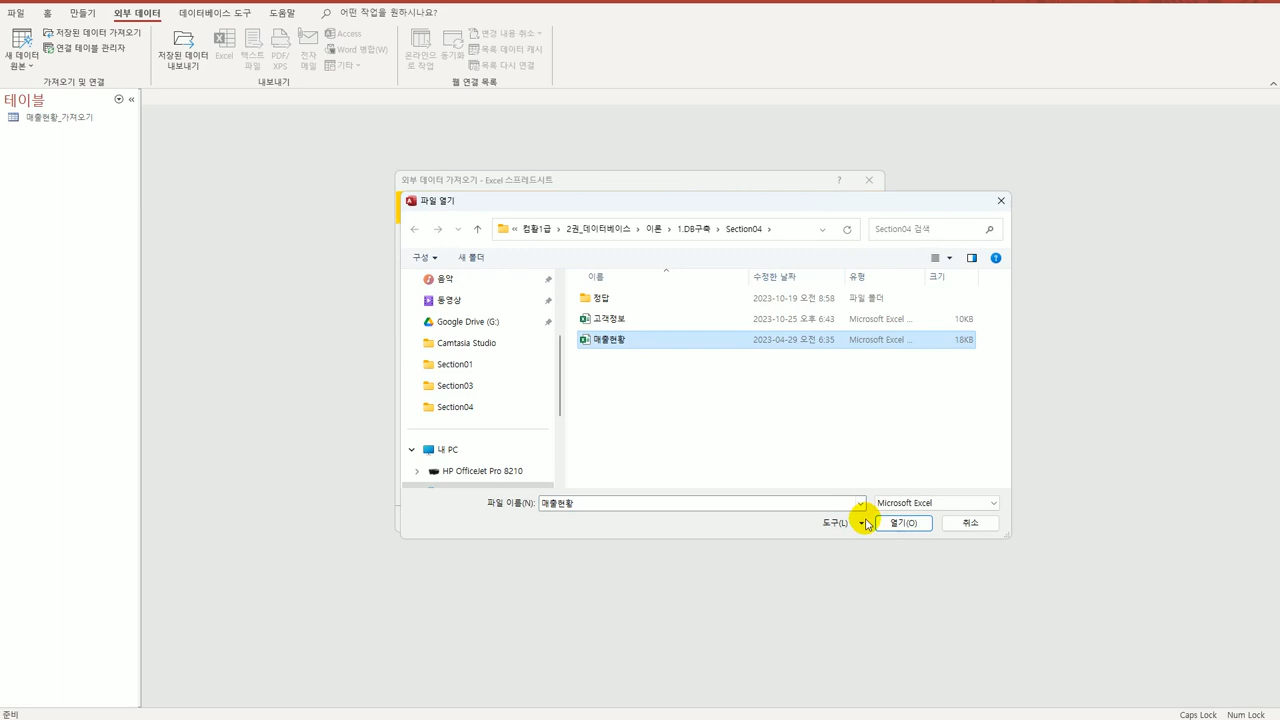 파일 홈 만들기 외부 데이터 데이터베이스 도구 도움말 어떤 작업을 원하시나요?
새 데이터 원본
저장된 데이터 가져오기
연결 테이블 관리자
가져오기 및 연결
저장된 데이터 내보내기
Excel
텍스트 파일
PDF/XPS
전자 메일
Access
Word 병합(W)
기타
내보내기
온라인으로 작업
동기화
변경 내용 취소
목록 데이터 캐시
목록 다시 연결
웹 연결 목록
테이블
매출현황_가져오기
외부 데이터 가져오기 - Excel 스프레드시트 ?
파일 열기
« 컴활1급 › 2권_데이터베이스 › 이론 › 1.DB구축 › Section04 ›
Section04 검색
구성 새 폴더
음악
동영상
Google Drive (G:)
Camtasia Studio
Section01
Section03
Section04
내 PC
HP OfficeJet Pro 8210
이름 수정한 날짜 유형 크기
정답 2023-10-19 오전 8:58 파일 폴더
고객정보 2023-10-25 오후 6:43 Microsoft Excel ... 10KB
매출현황 2023-04-29 오전 6:35 Microsoft Excel ... 18KB
파일 이름(N): 매출현황 Microsoft Excel
도구(L) 열기(O) 취소
준비 Caps Lock Num Lock